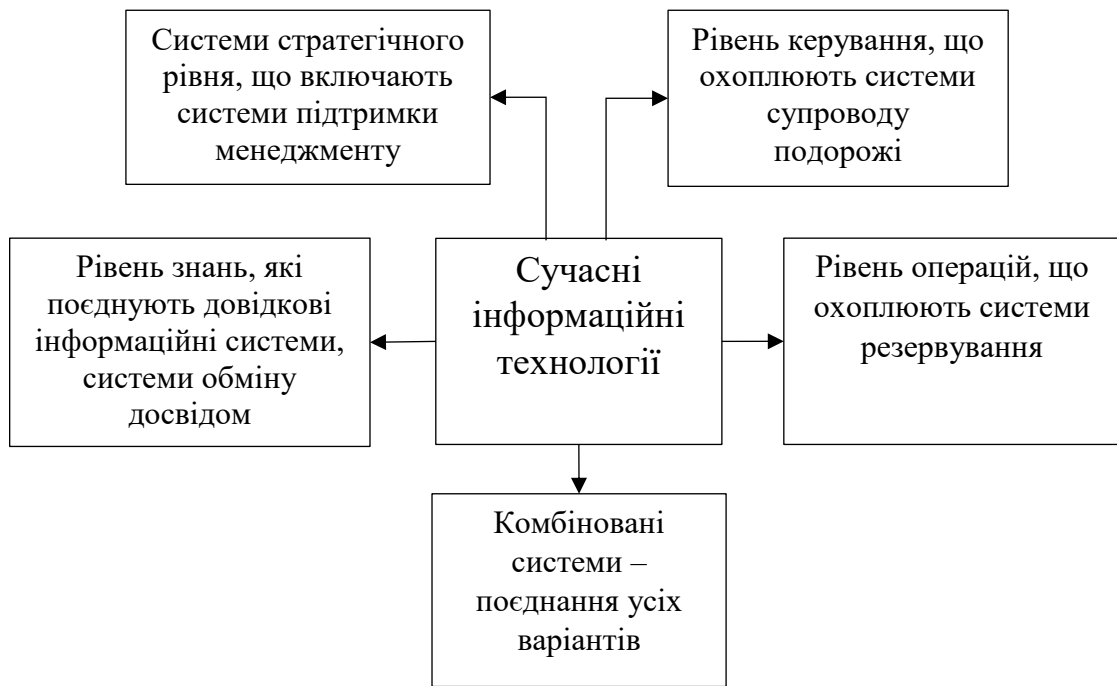 Системи стратегічного
рівня, що включають
системи підтримки
менеджменту
Рівень керування, що
охоплюють системи
супроводу
подорожі
Рівень знань, які
поєднують довідкові
інформаційні системи,
системи обміну
досвідом
Сучасні
інформаційні
технології
Рівень операцій, що
охоплюють системи
резервування
Комбіновані
системи –
поєднання усіх
варіантів